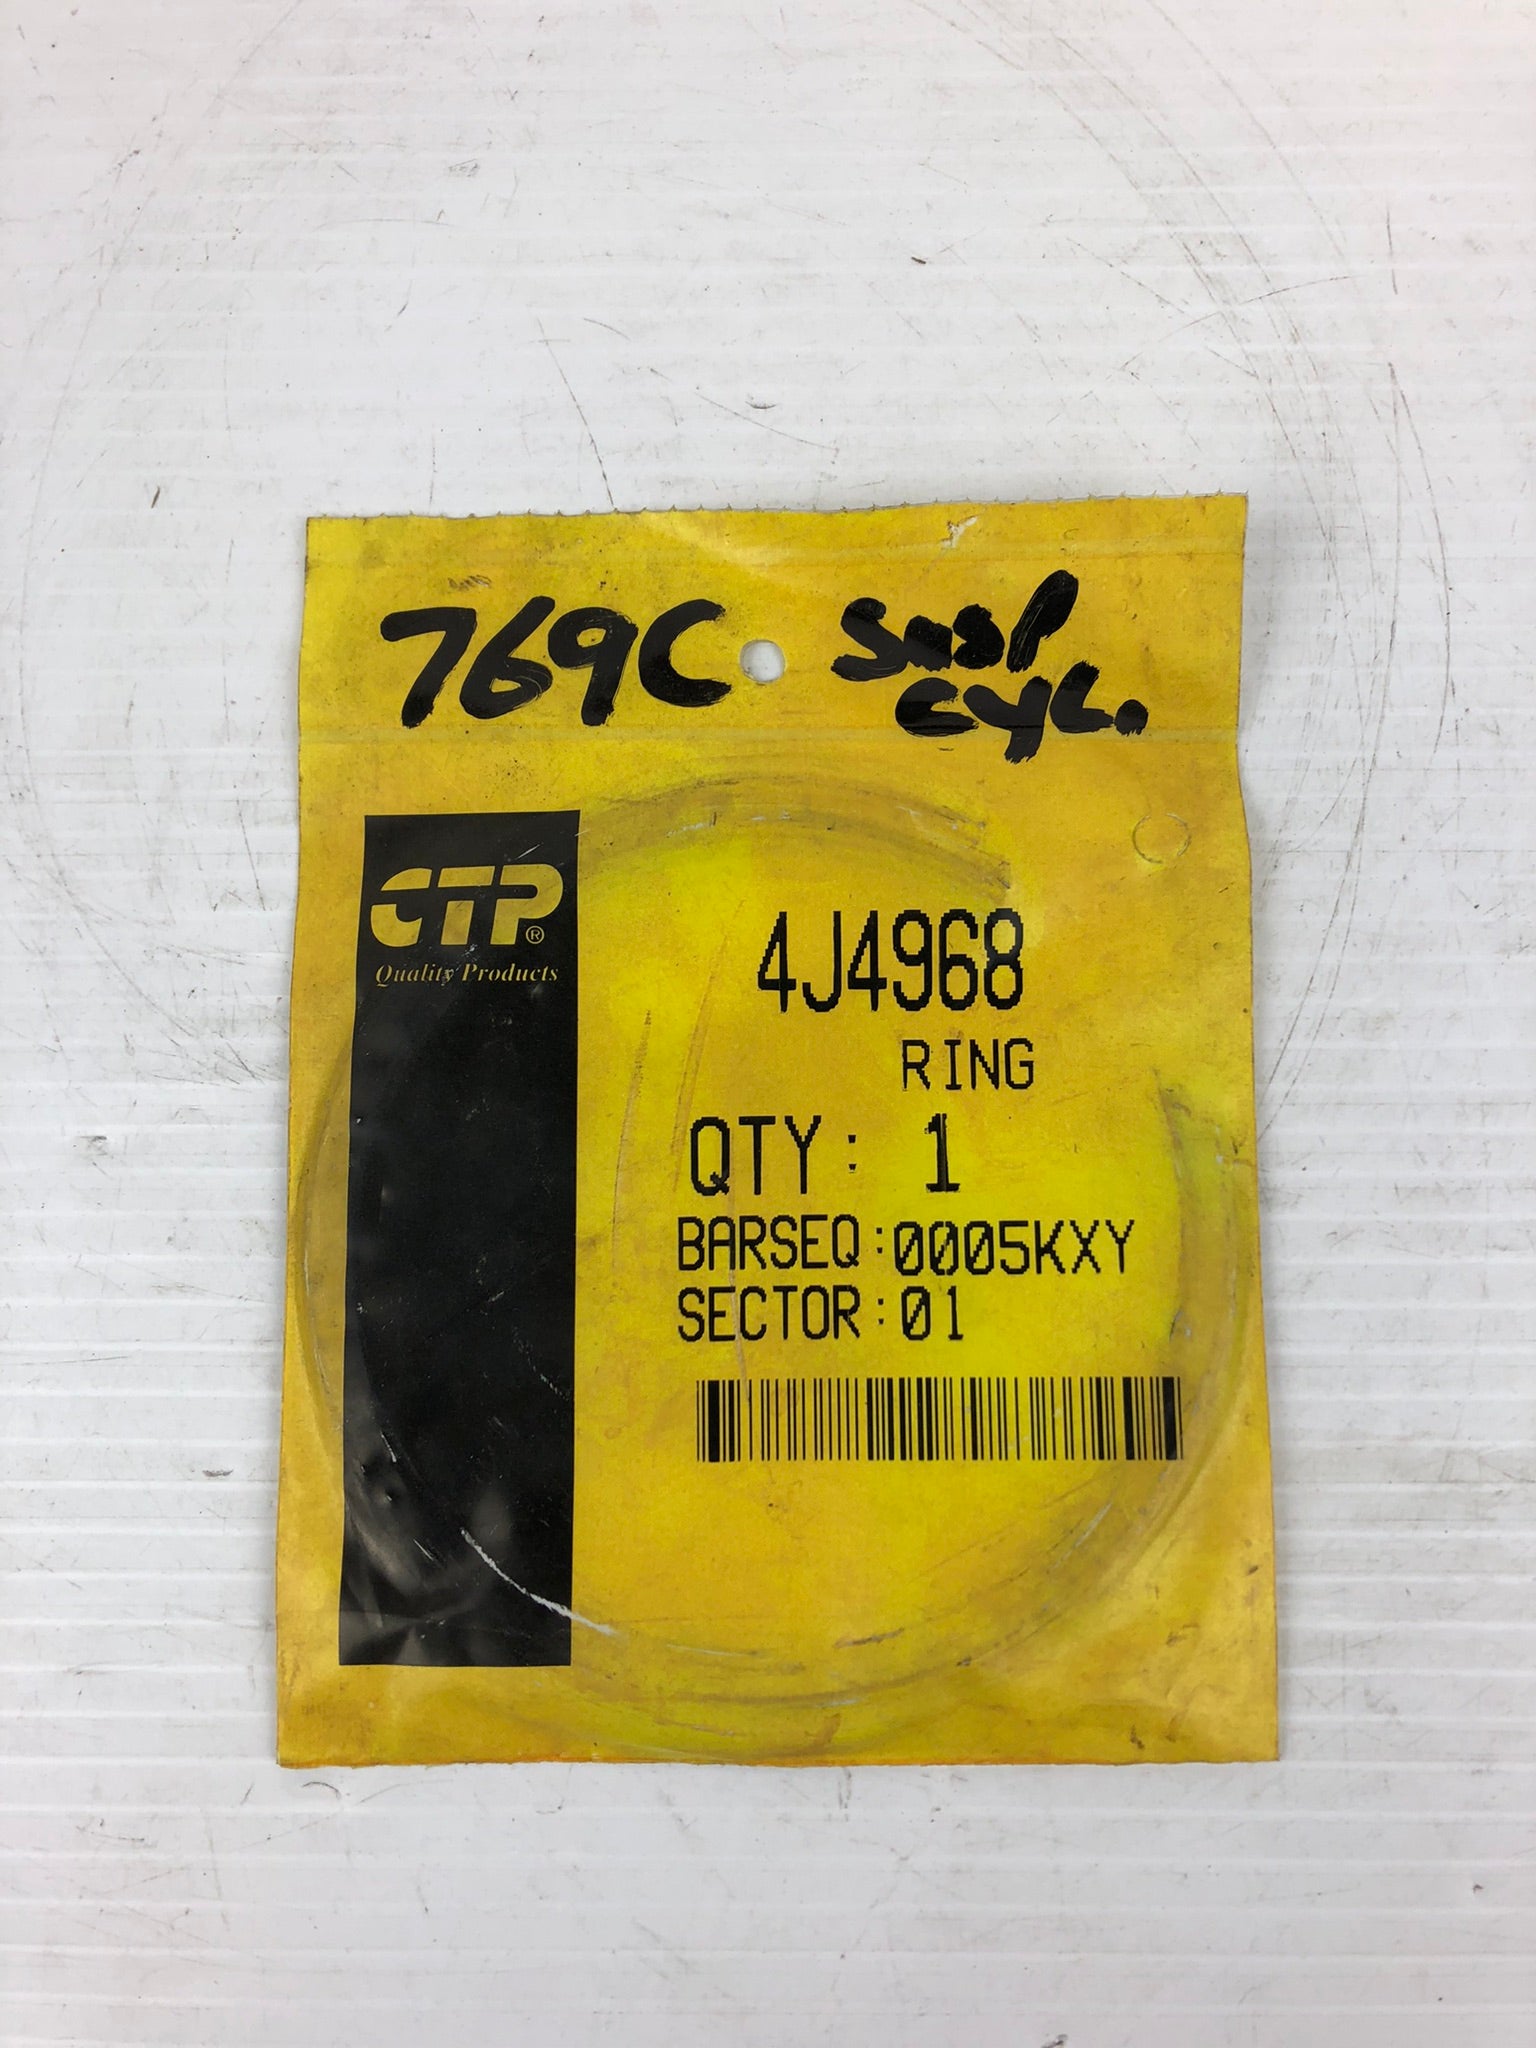 769C SUSP
CYL.
CTP®
Quality Products
4J4968
RING
QTY: 1
BARSEQ:0005KXY
SECTOR:01